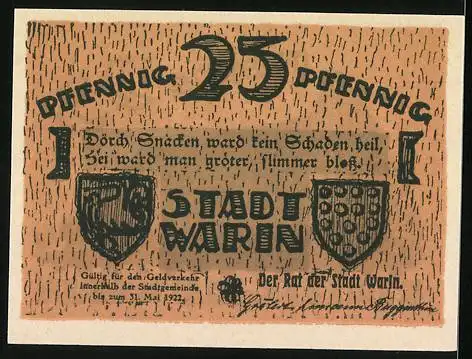 PFENNIG 25 PFENNIG
Dörch Snacken ward kein Schaden heil,
Hei ward man gröter, slimmer bloß.
STADT
WARIN
Gültig für den Geldverkehr
innerhalb der Stadtgemeinde
bis zum 31. Mai 1922.
Der Rat der Stadt Warin.